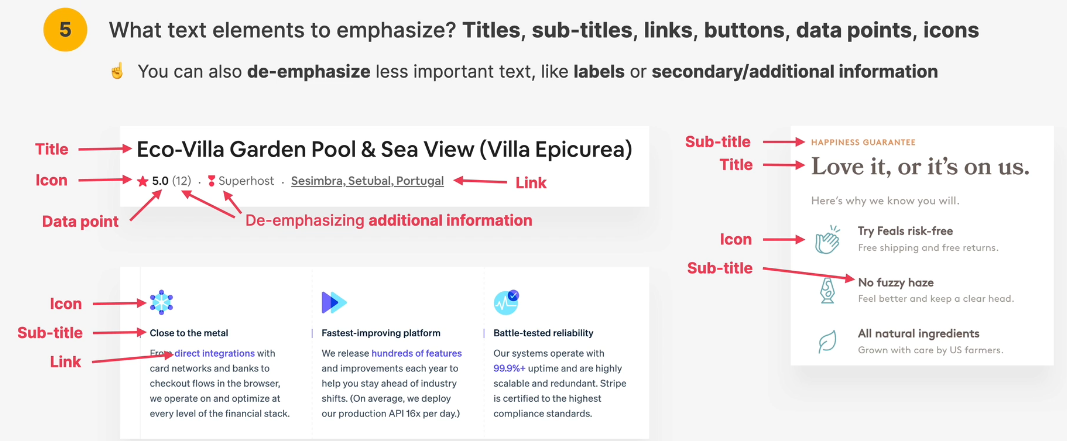 5 What text elements to emphasize? Titles, sub-titles, links, buttons, data points, icons
☝ You can also de-emphasize less important text, like labels or secondary/additional information
Title
Eco-Villa Garden Pool & Sea View (Villa Epicurea)
Icon
5.0 (12) · Superhost · Sesimbra, Setubal, Portugal
Link
Data point
De-emphasizing additional information
Icon
Sub-title
Link
Close to the metal
From direct integrations with
card networks and banks to
checkout flows in the browser,
we operate on and optimize at
every level of the financial stack.
Fastest-improving platform
We release hundreds of features
and improvements each year to
help you stay ahead of industry
shifts. (On average, we deploy
our production API 16x per day.)
Battle-tested reliability
Our systems operate with
99.9%+ uptime and are highly
scalable and redundant. Stripe
is certified to the highest
compliance standards.
Sub-title
HAPPINESS GUARANTEE
Title
Love it, or it's on us.
Here's why we know you will.
Icon
Try Feals risk-free
Free shipping and free returns.
Sub-title
No fuzzy haze
Feel better and keep a clear head.
All natural ingredients
Grown with care by US farmers.